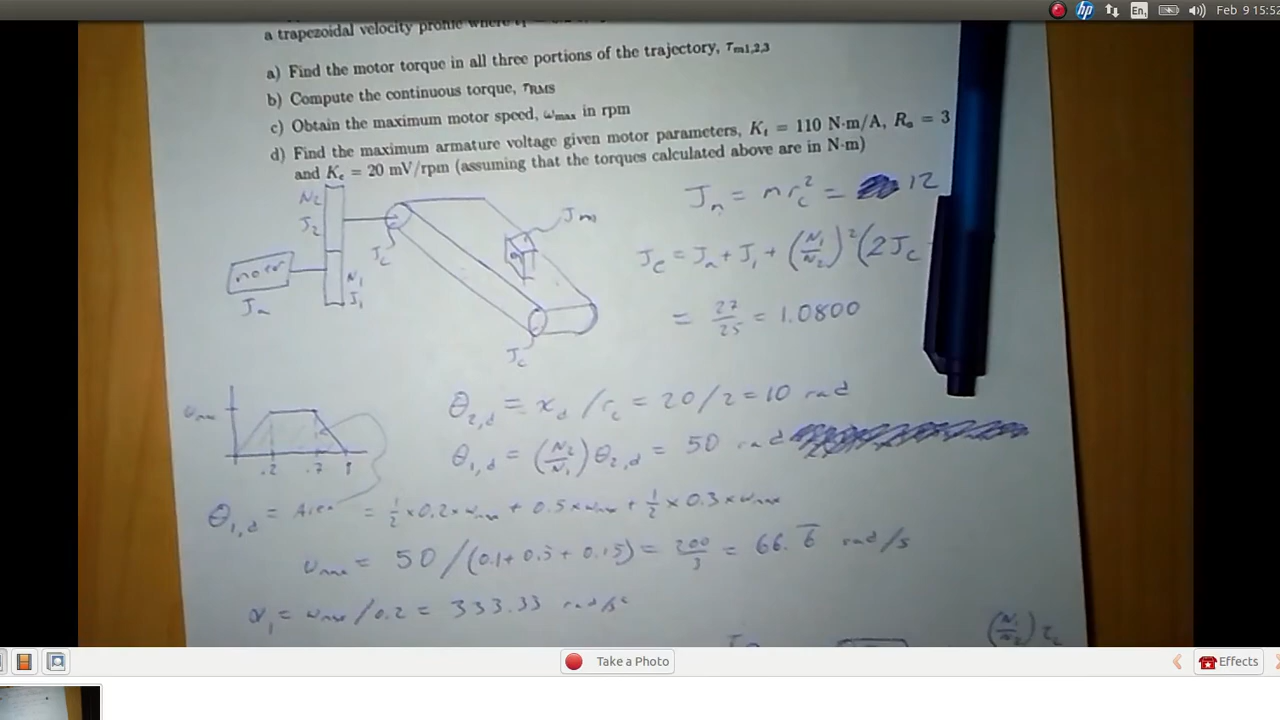 En Feb 9 15:52
a trapezoidal velocity profile where
a) Find the motor torque in all three portions of the trajectory, τm1,2,3
b) Compute the continuous torque, τRMS
c) Obtain the maximum motor speed, ωmax in rpm
d) Find the maximum armature voltage given motor parameters, Kt = 110 N·m/A, Ra = 3
and Ke = 20 mV/rpm (assuming that the torques calculated above are in N·m)
N2
J2
Jm
Jc
motor
N1
J1
Jm
Jc
Jm = m rc² = 12
Je = Jm + J1 + (N1/N2)² (2Jc
= 27/25 = 1.0800
ωmax
.2 .7 1
θ2,d = xd / rc = 20/2 = 10 rad
θ1,d = (N2/N1) θ2,d = 50 rad
θ1,d = Area = 1/2 × 0.2 × ωmax + 0.5 × ωmax + 1/2 × 0.3 × ωmax
ωmax = 50 / (0.1 + 0.5 + 0.15) = 200/3 = 66.6̅ rad/s
α1 = ωmax / 0.2 = 333.33 rad/s²
(N1/N2) τL
Take a Photo
Effects